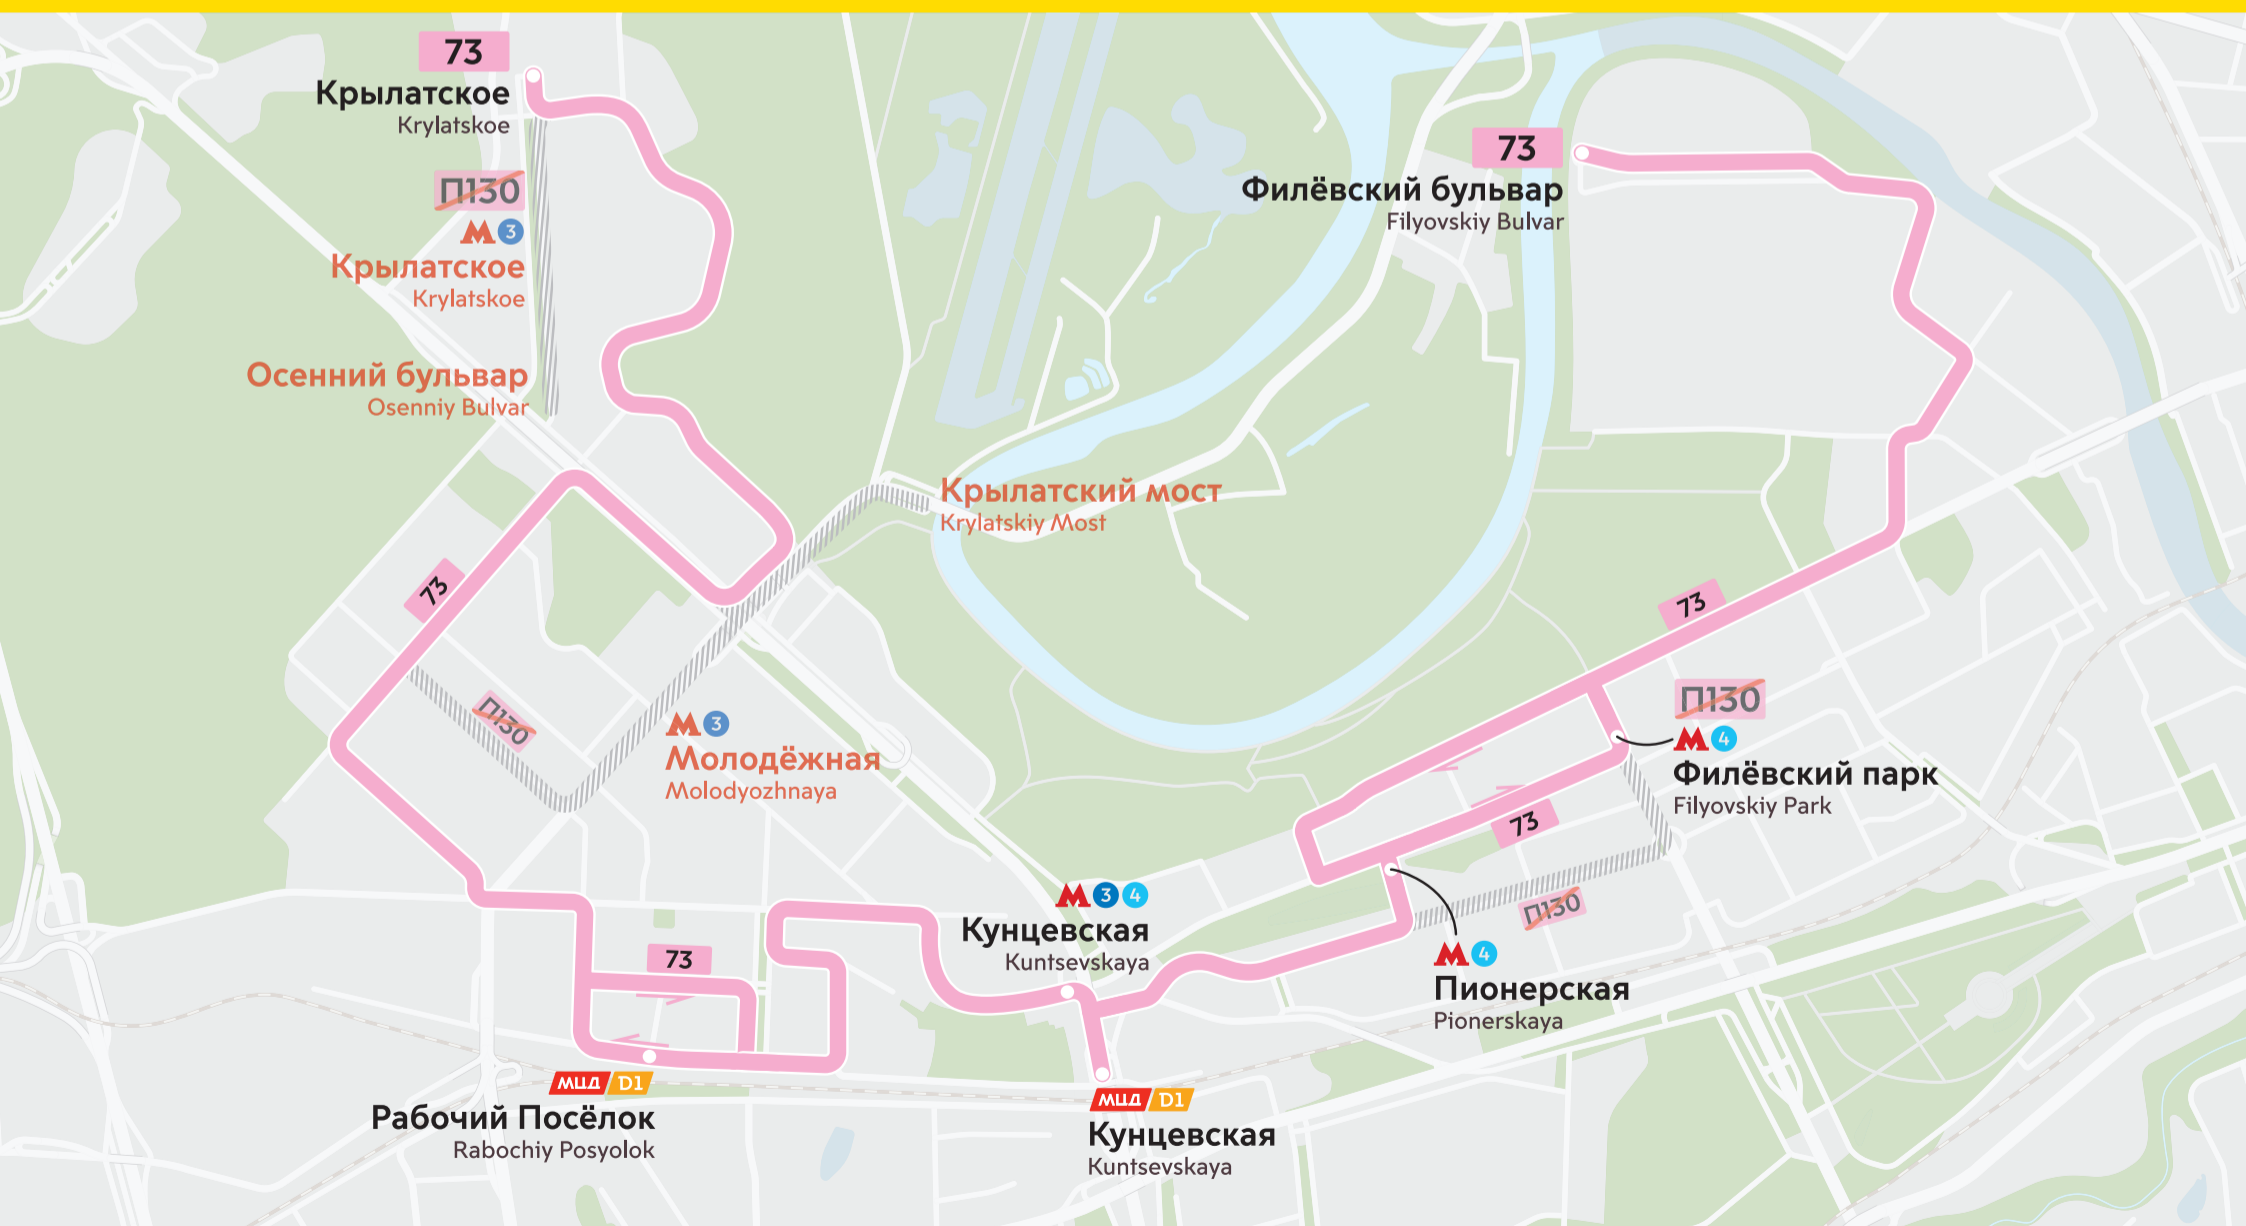 73
Крылатское
Krylatskoe
П130
М 3
Крылатское
Krylatskoe
Осенний бульвар
Osenniy Bulvar
73
Филёвский бульвар
Filyovskiy Bulvar
Крылатский мост
Krylatskiy Most
73
73
П130
М 3
Молодёжная
Molodyozhnaya
П130
М 4
Филёвский парк
Filyovskiy Park
73
М 3 4
Кунцевская
Kuntsevskaya
П130
М 4
Пионерская
Pionerskaya
73
МЦД D1
Рабочий Посёлок
Rabochiy Posyolok
МЦД D1
Кунцевская
Kuntsevskaya